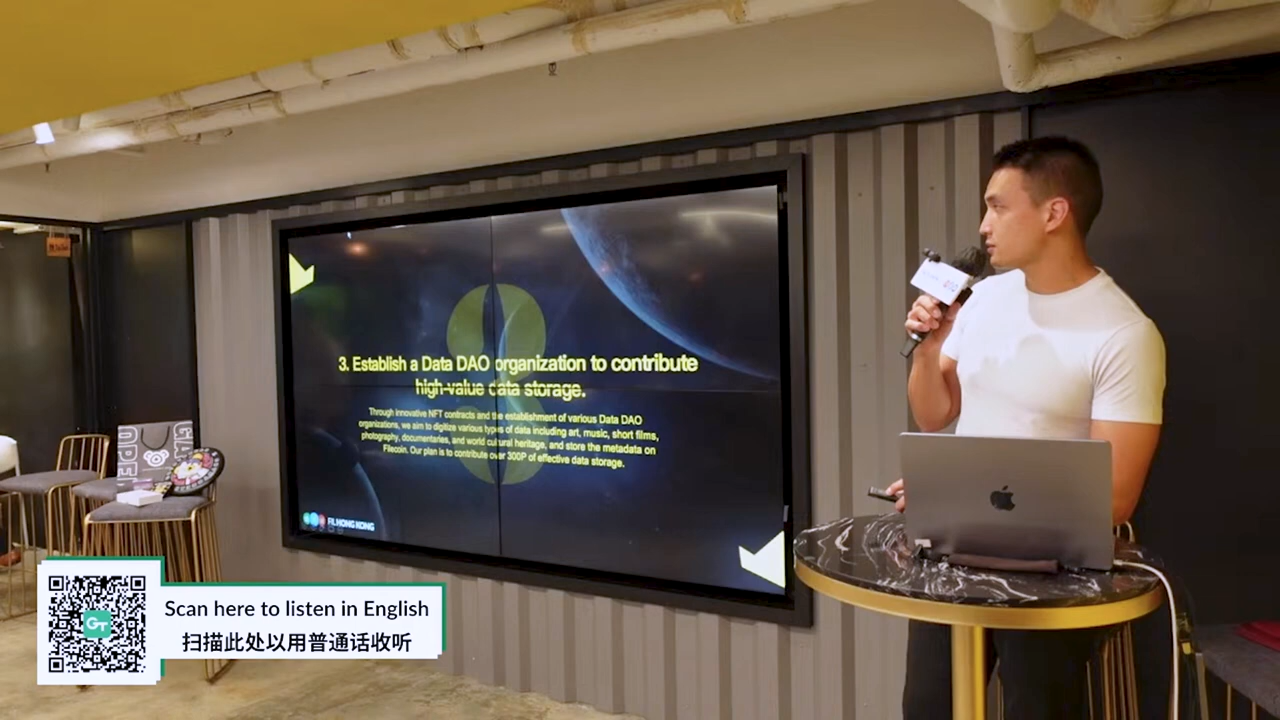 3. Establish a Data DAO organization to contribute
high-value data storage.
Through innovative NFT contracts and the establishment of various Data DAO
organizations, we aim to digitize various types of data including art, music, short films,
photography, documentaries, and world cultural heritage, and store the metadata on
Filecoin. Our plan is to contribute over 300P of effective data storage.
FIL HONG KONG
GT
Scan here to listen in English
扫描此处以用普通话收听